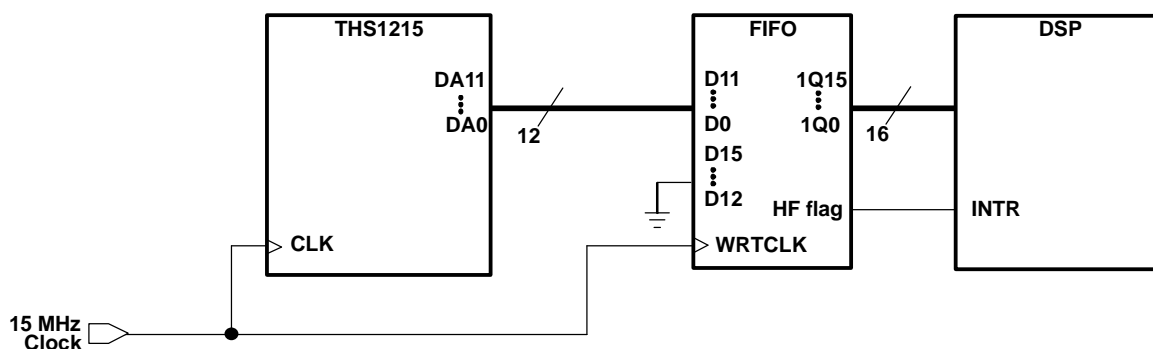 THS1215
FIFO
DSP
DA11
DA0
12
D11
D0
D15
D12
1Q15
1Q0
16
HF flag
INTR
CLK
WRTCLK
15 MHz
Clock